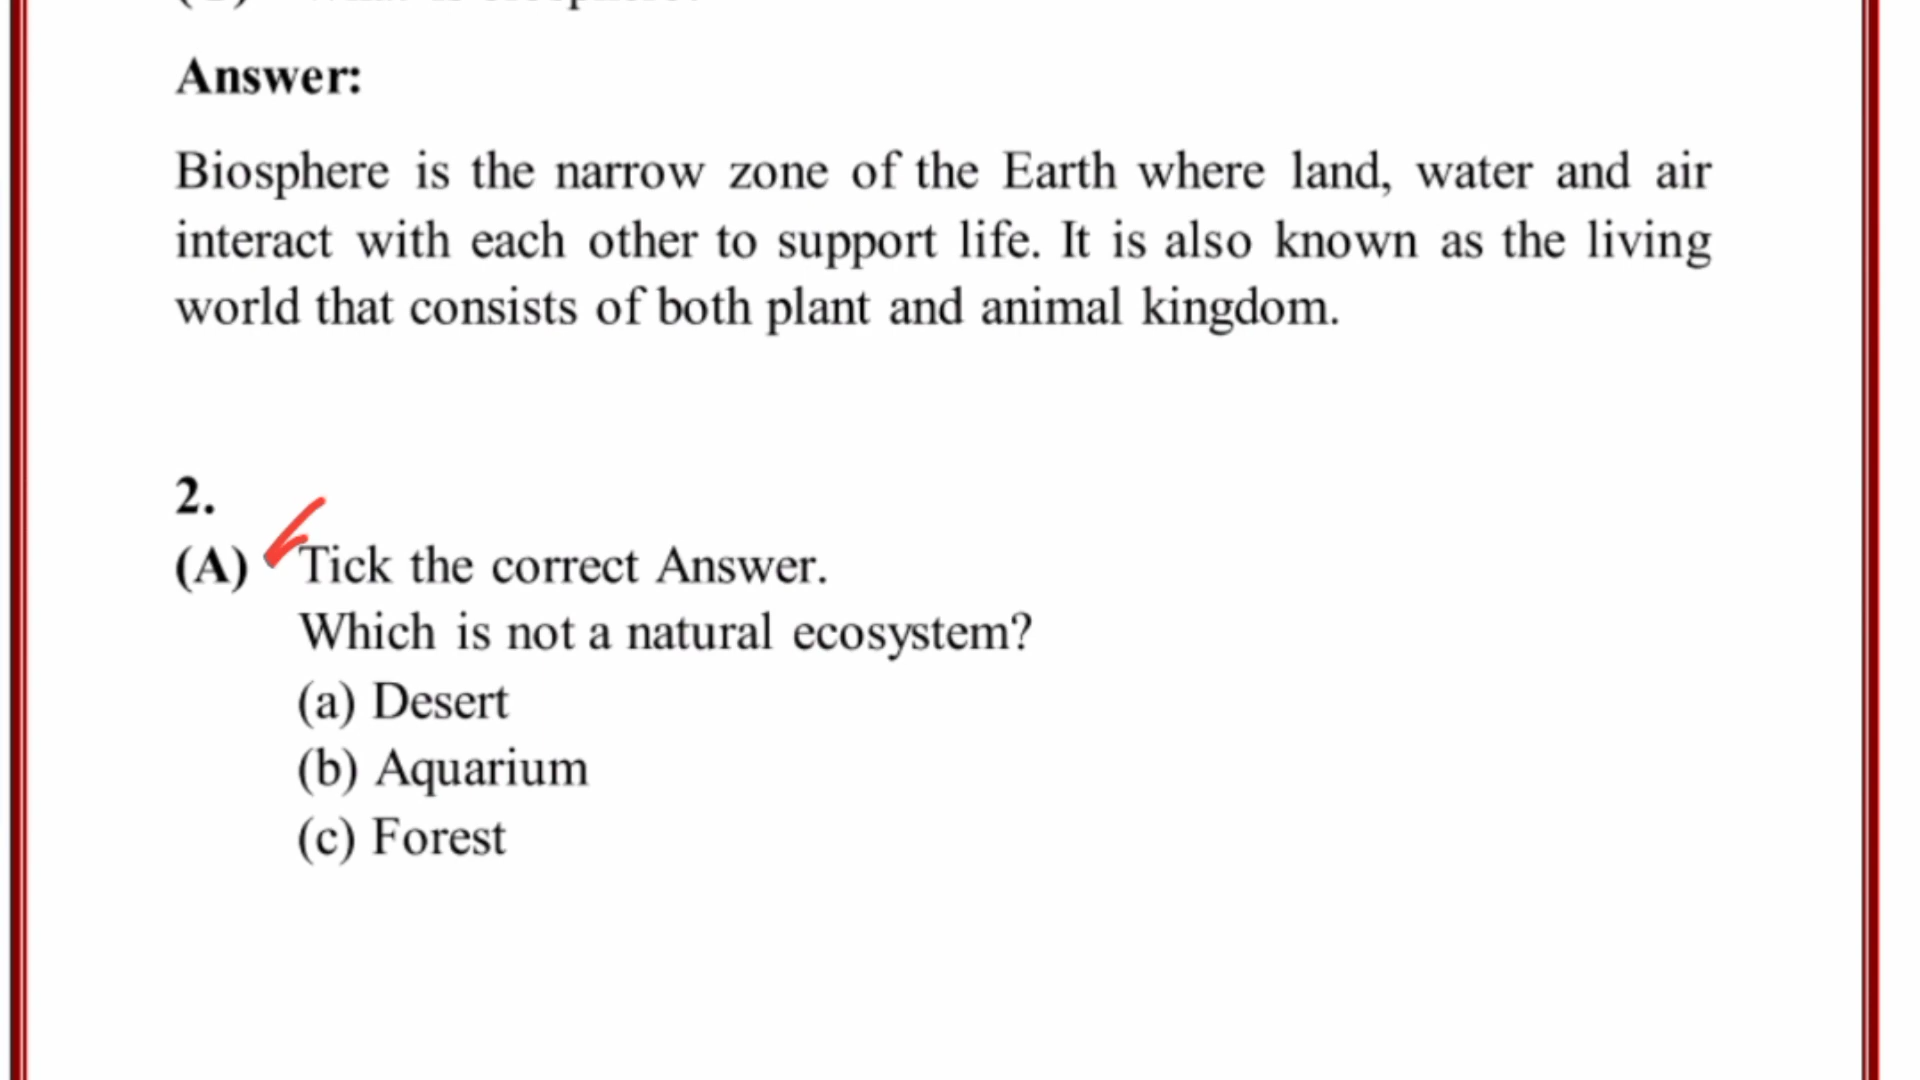 Answer:
Biosphere is the narrow zone of the Earth where land, water and air
interact with each other to support life. It is also known as the living
world that consists of both plant and animal kingdom.
2.
(A) Tick the correct Answer.
Which is not a natural ecosystem?
(a) Desert
(b) Aquarium
(c) Forest